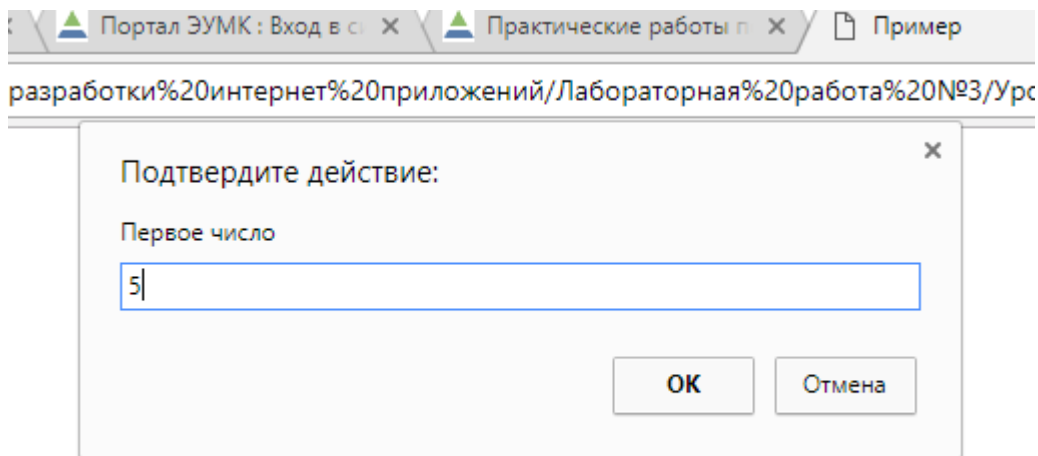 Портал ЭУМК : Вход в Практические работы Пример
разработки%20интернет%20приложений/Лабораторная%20работа%20№3/
Подтвердите действие:
Первое число
5
ОК Отмена